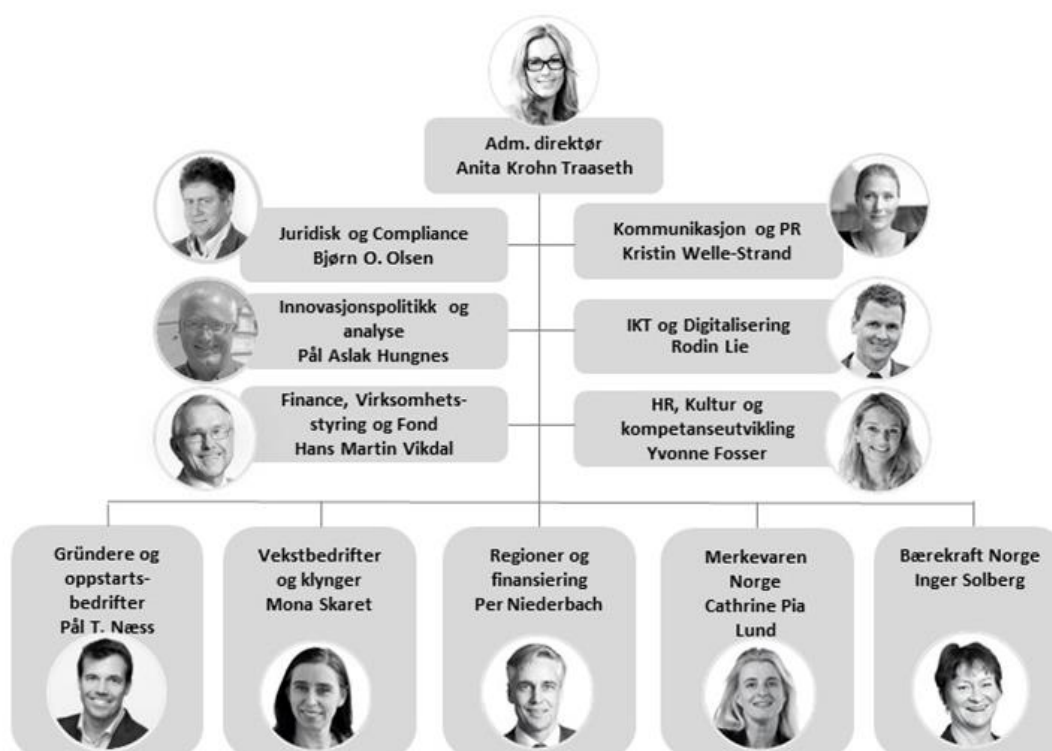 Adm. direktør
Anita Krohn Traaseth
Juridisk og Compliance
Bjørn O. Olsen
Kommunikasjon og PR
Kristin Welle-Strand
Innovasjonspolitikk og
analyse
Pål Aslak Hungnes
IKT og Digitalisering
Rodin Lie
Finance, Virksomhets-
styring og Fond
Hans Martin Vikdal
HR, Kultur og
kompetanseutvikling
Yvonne Fosser
Gründere og
oppstarts-
bedrifter
Pål T. Næss
Vekstbedrifter
og klynger
Mona Skaret
Regioner og
finansiering
Per Niederbach
Merkevaren
Norge
Cathrine Pia
Lund
Bærekraft Norge
Inger Solberg